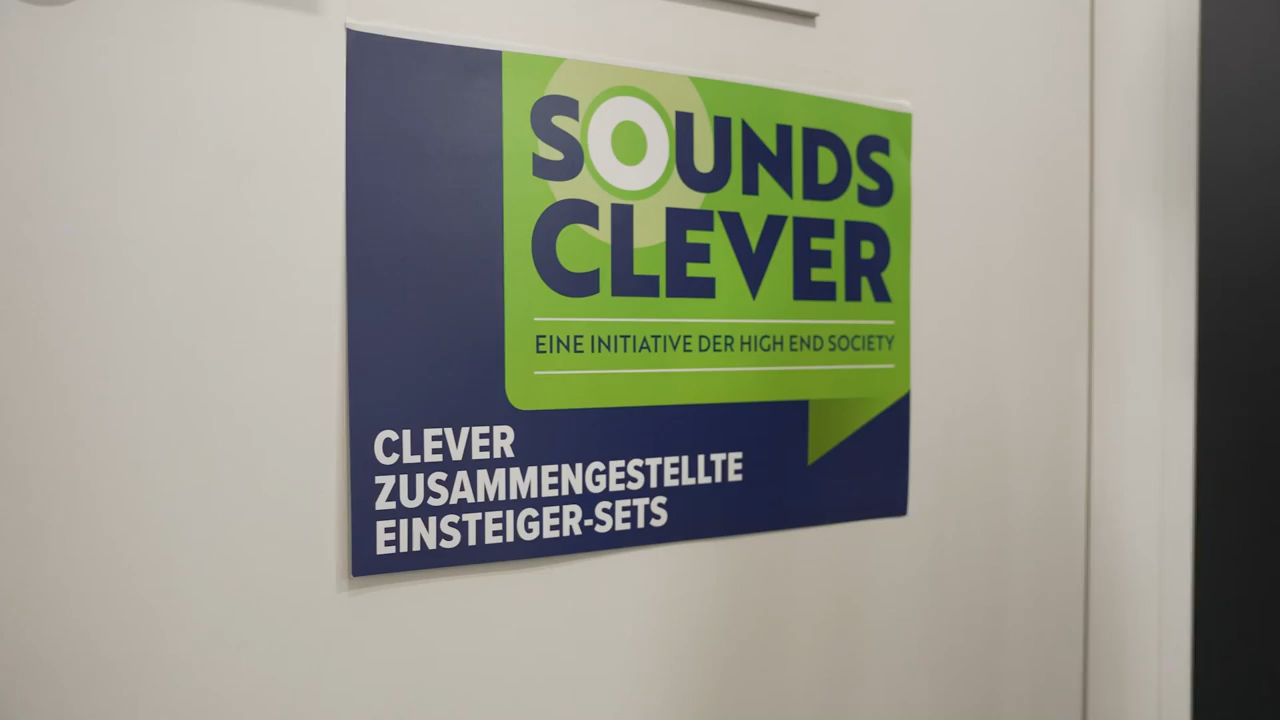 SOUNDS
CLEVER
EINE INITIATIVE DER HIGH END SOCIETY
CLEVER
ZUSAMMENGESTELLTE
EINSTEIGER-SETS